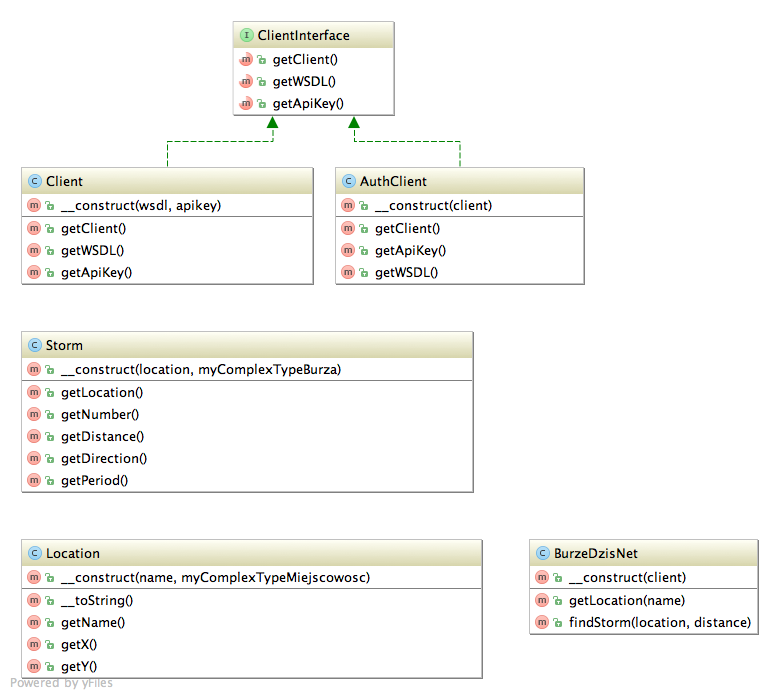 I ClientInterface
m getClient()
m getWSDL()
m getApiKey()
C Client
m __construct(wsdl, apikey)
m getClient()
m getWSDL()
m getApiKey()
C AuthClient
m __construct(client)
m getClient()
m getApiKey()
m getWSDL()
C Storm
m __construct(location, myComplexTypeBurza)
m getLocation()
m getNumber()
m getDistance()
m getDirection()
m getPeriod()
C Location
m __construct(name, myComplexTypeMiejscowosc)
m __toString()
m getName()
m getX()
m getY()
C BurzeDzisNet
m __construct(client)
m getLocation(name)
m findStorm(location, distance)
Powered by yFiles